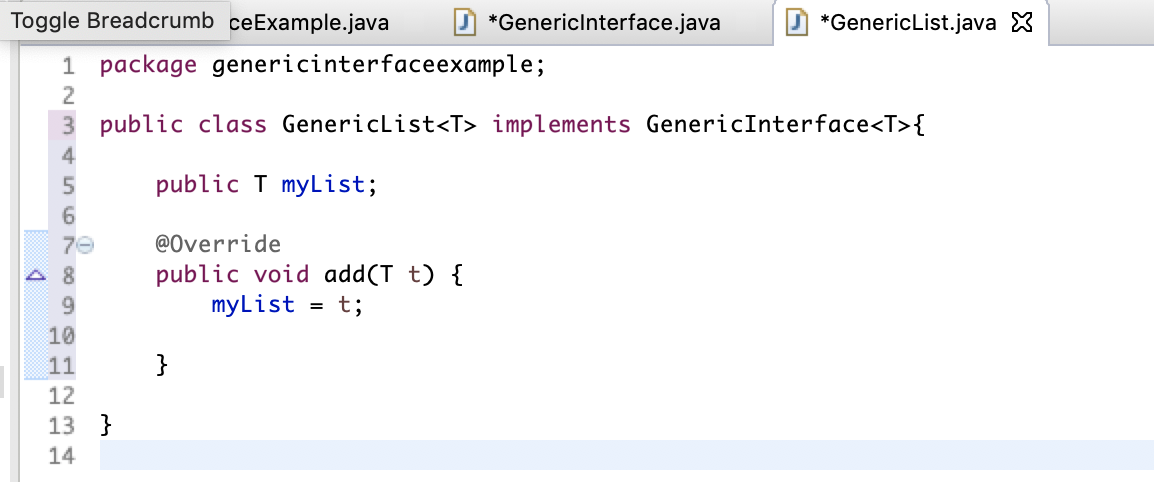 Toggle Breadcrumb ceExample.java *GenericInterface.java *GenericList.java
1 package genericinterfaceexample;
2
3 public class GenericList<T> implements GenericInterface<T>{
4
5 public T myList;
6
7 @Override
8 public void add(T t) {
9 myList = t;
10
11 }
12
13 }
14